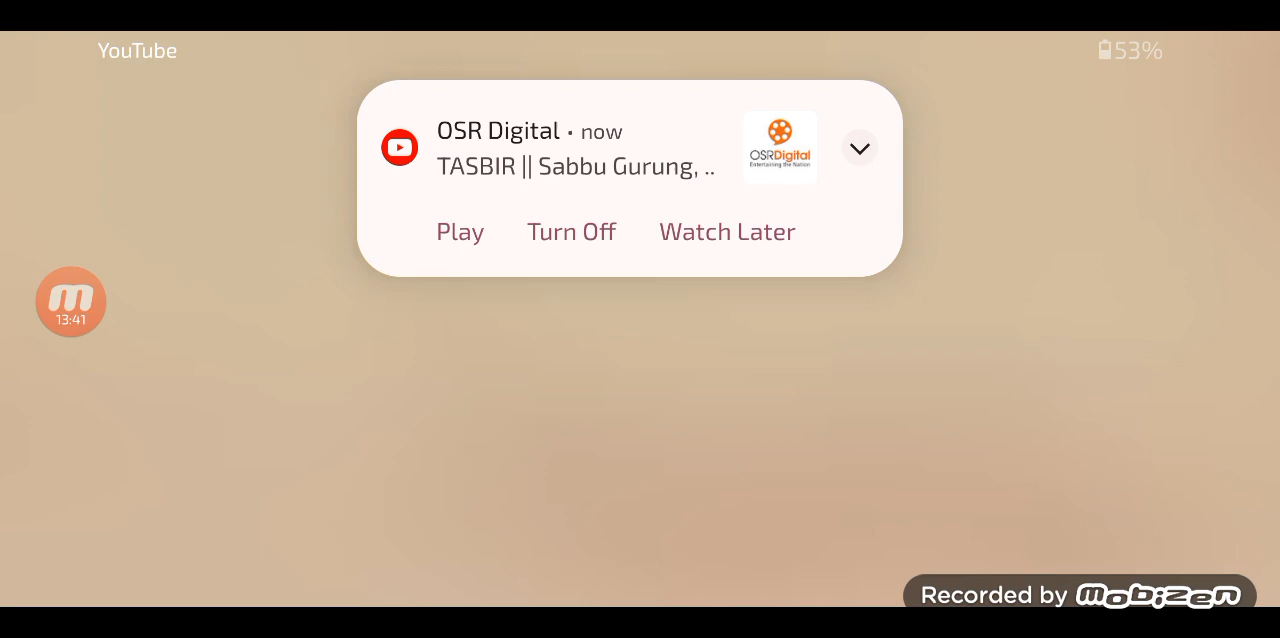 YouTube
53%
OSR Digital • now
TASBIR || Sabbu Gurung, ..
OSRDigital
Entertaining the Nation
Play Turn Off Watch Later
13:41
Recorded by mobizen